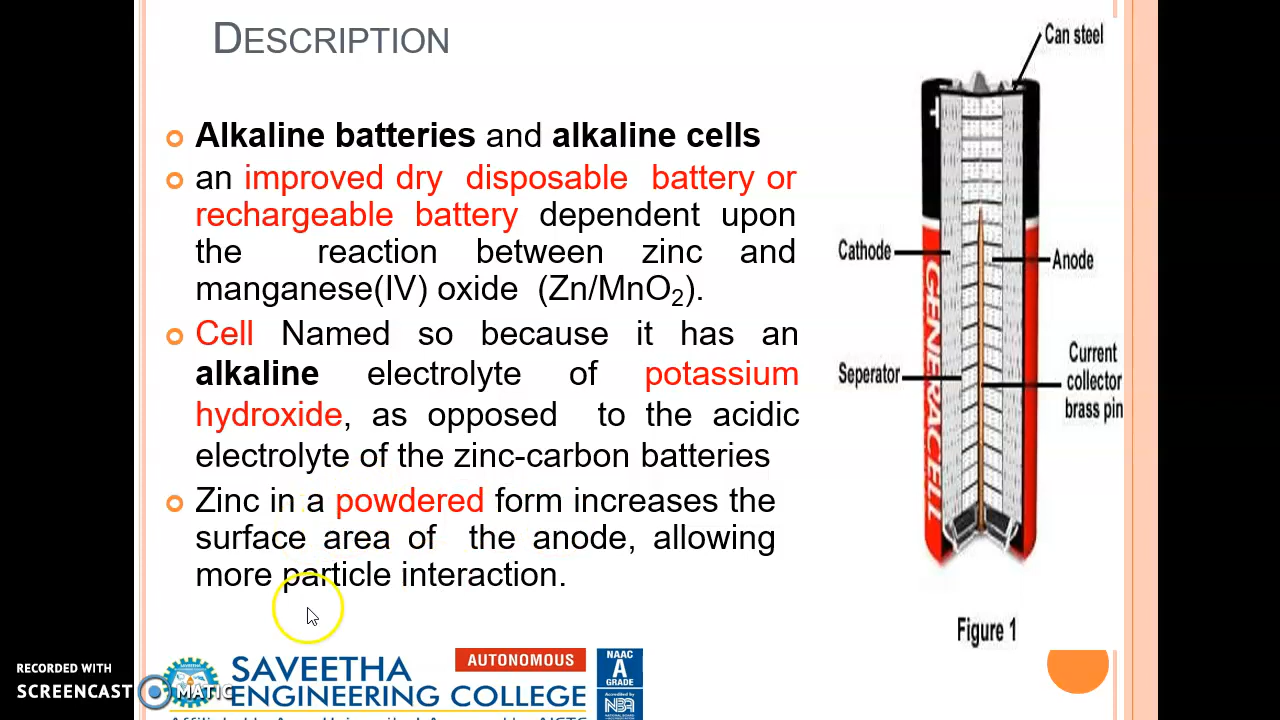 DESCRIPTION
Alkaline batteries and alkaline cells
an improved dry disposable battery or
rechargeable battery dependent upon
the reaction between zinc and
manganese(IV) oxide (Zn/MnO₂).
Cell Named so because it has an
alkaline electrolyte of potassium
hydroxide, as opposed to the acidic
electrolyte of the zinc-carbon batteries
Zinc in a powdered form increases the
surface area of the anode, allowing
more particle interaction.
Can steel
+
Cathode
Anode
GENERACELL
Seperator
Current
collector
brass pin
Figure 1
RECORDED WITH
SCREENCAST MATIC
SAVEETHA
ENGINEERING COLLEGE
AUTONOMOUS
NAAC
A
GRADE
Accredited by
NBA